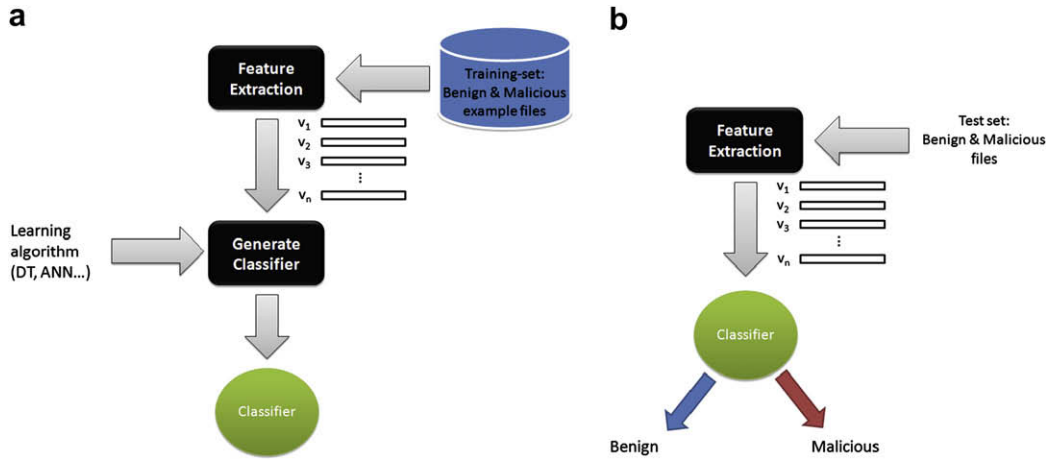 a
Feature
Extraction
Training-set:
Benign & Malicious
example files
v1
v2
v3
⋮
vn
Learning
algorithm
(DT, ANN...)
Generate
Classifier
Classifier
b
Feature
Extraction
Test set:
Benign & Malicious
files
v1
v2
v3
⋮
vn
Classifier
Benign
Malicious